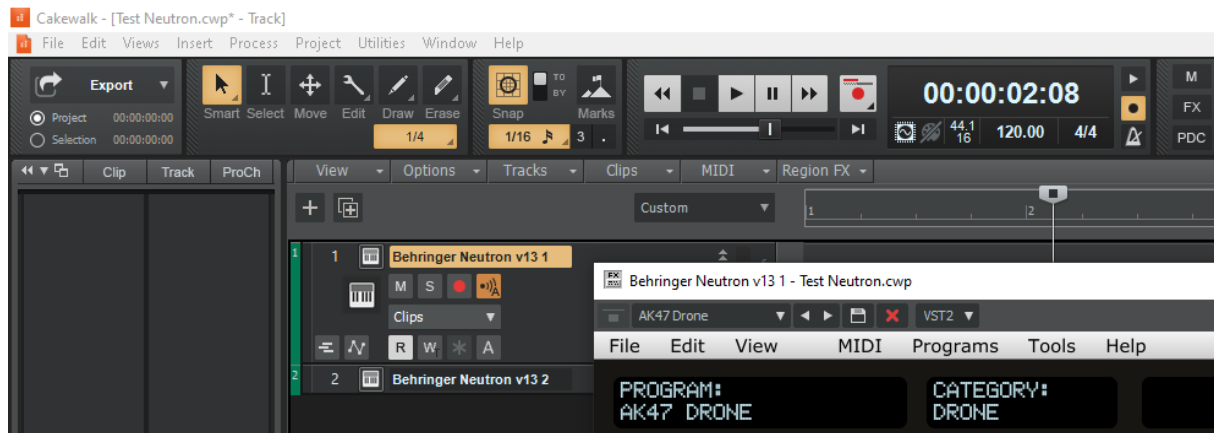 Cakewalk - [Test Neutron.cwp* - Track]
File Edit Views Insert Process Project Utilities Window Help
Export
Project 00:00:00:00
Selection 00:00:00:00
Smart Select Move Edit Draw Erase
1/4
Snap
TO
BY
Marks
1/16 3 .
00:00:02:08
44.1
16
120.00 4/4
M
FX
PDC
Clip Track ProCh
View Options Tracks Clips MIDI Region FX
Custom
1 2
1 1 Behringer Neutron v13 1
M S A
Clips
R W A
2 2 Behringer Neutron v13 2
FX
Behringer Neutron v13 1 - Test Neutron.cwp
AK47 Drone VST2
File Edit View MIDI Programs Tools Help
PROGRAM: CATEGORY:
AK47 DRONE DRONE